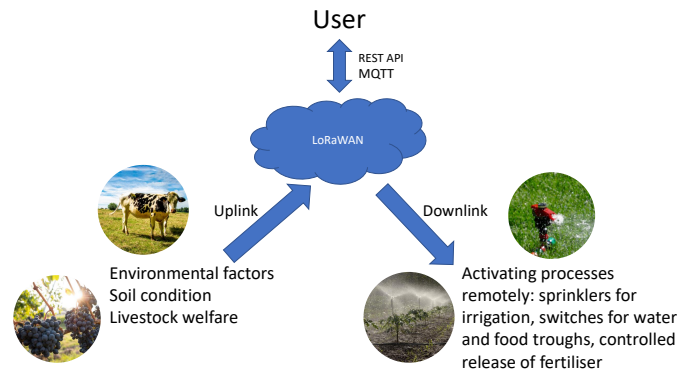 User
REST API
MQTT
LoRaWAN
Uplink
Downlink
Environmental factors
Soil condition
Livestock welfare
Activating processes
remotely: sprinklers for
irrigation, switches for water
and food troughs, controlled
release of fertiliser